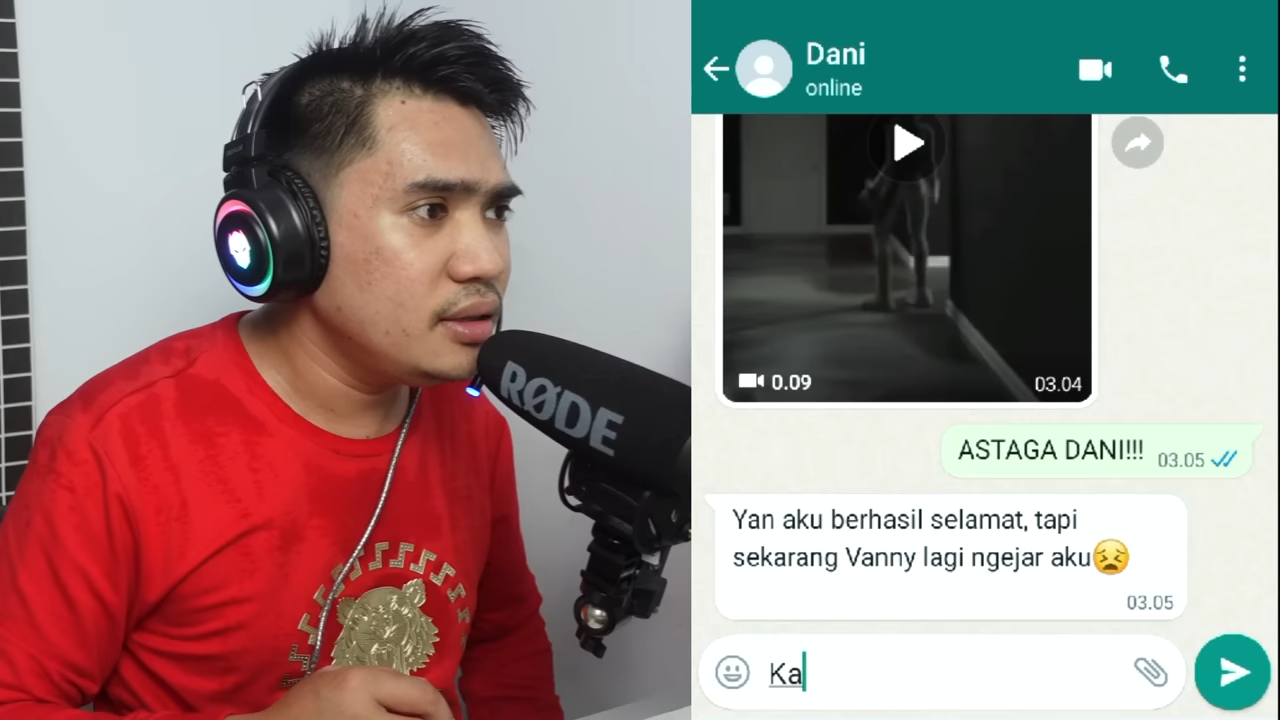 Dani
online
0.09
03.04
ASTAGA DANI!!!
03.05
Yan aku berhasil selamat, tapi
sekarang Vanny lagi ngejar aku😣
03.05
Ka
RØDE